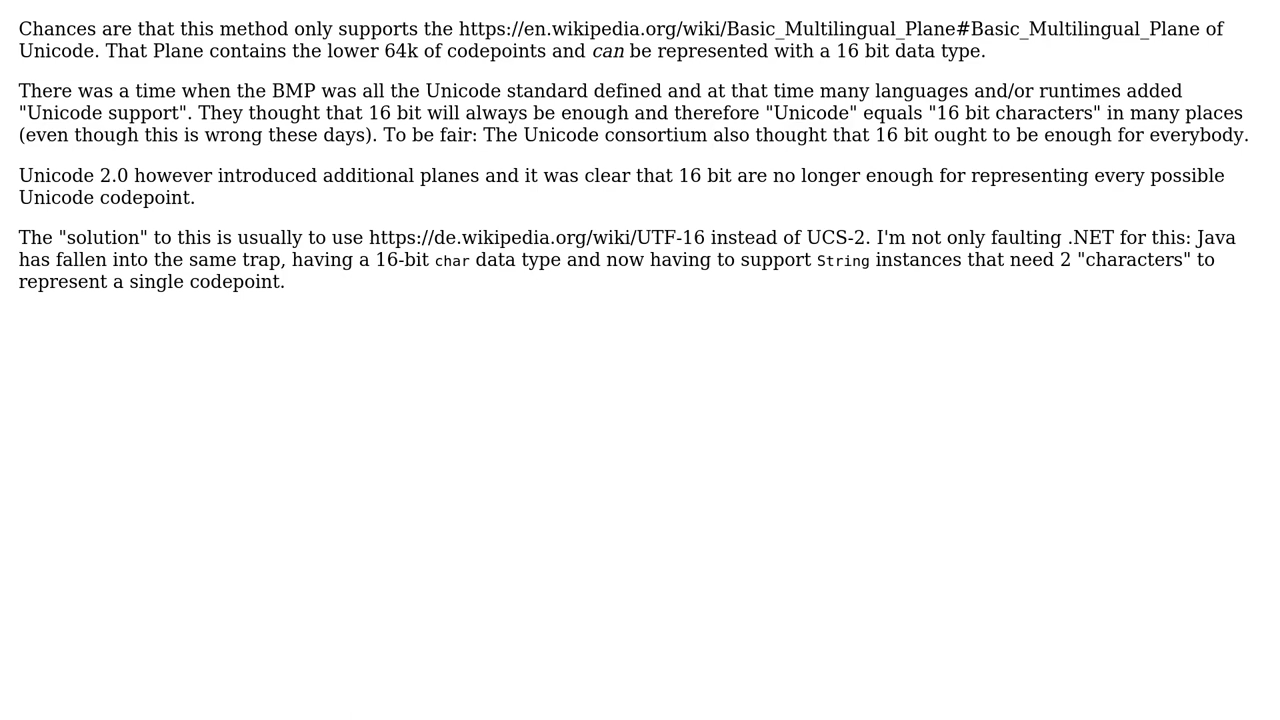 Chances are that this method only supports the https://en.wikipedia.org/wiki/Basic_Multilingual_Plane#Basic_Multilingual_Plane of
Unicode. That Plane contains the lower 64k of codepoints and can be represented with a 16 bit data type.
There was a time when the BMP was all the Unicode standard defined and at that time many languages and/or runtimes added
"Unicode support". They thought that 16 bit will always be enough and therefore "Unicode" equals "16 bit characters" in many places
(even though this is wrong these days). To be fair: The Unicode consortium also thought that 16 bit ought to be enough for everybody.
Unicode 2.0 however introduced additional planes and it was clear that 16 bit are no longer enough for representing every possible
Unicode codepoint.
The "solution" to this is usually to use https://de.wikipedia.org/wiki/UTF-16 instead of UCS-2. I'm not only faulting .NET for this: Java
has fallen into the same trap, having a 16-bit char data type and now having to support String instances that need 2 "characters" to
represent a single codepoint.